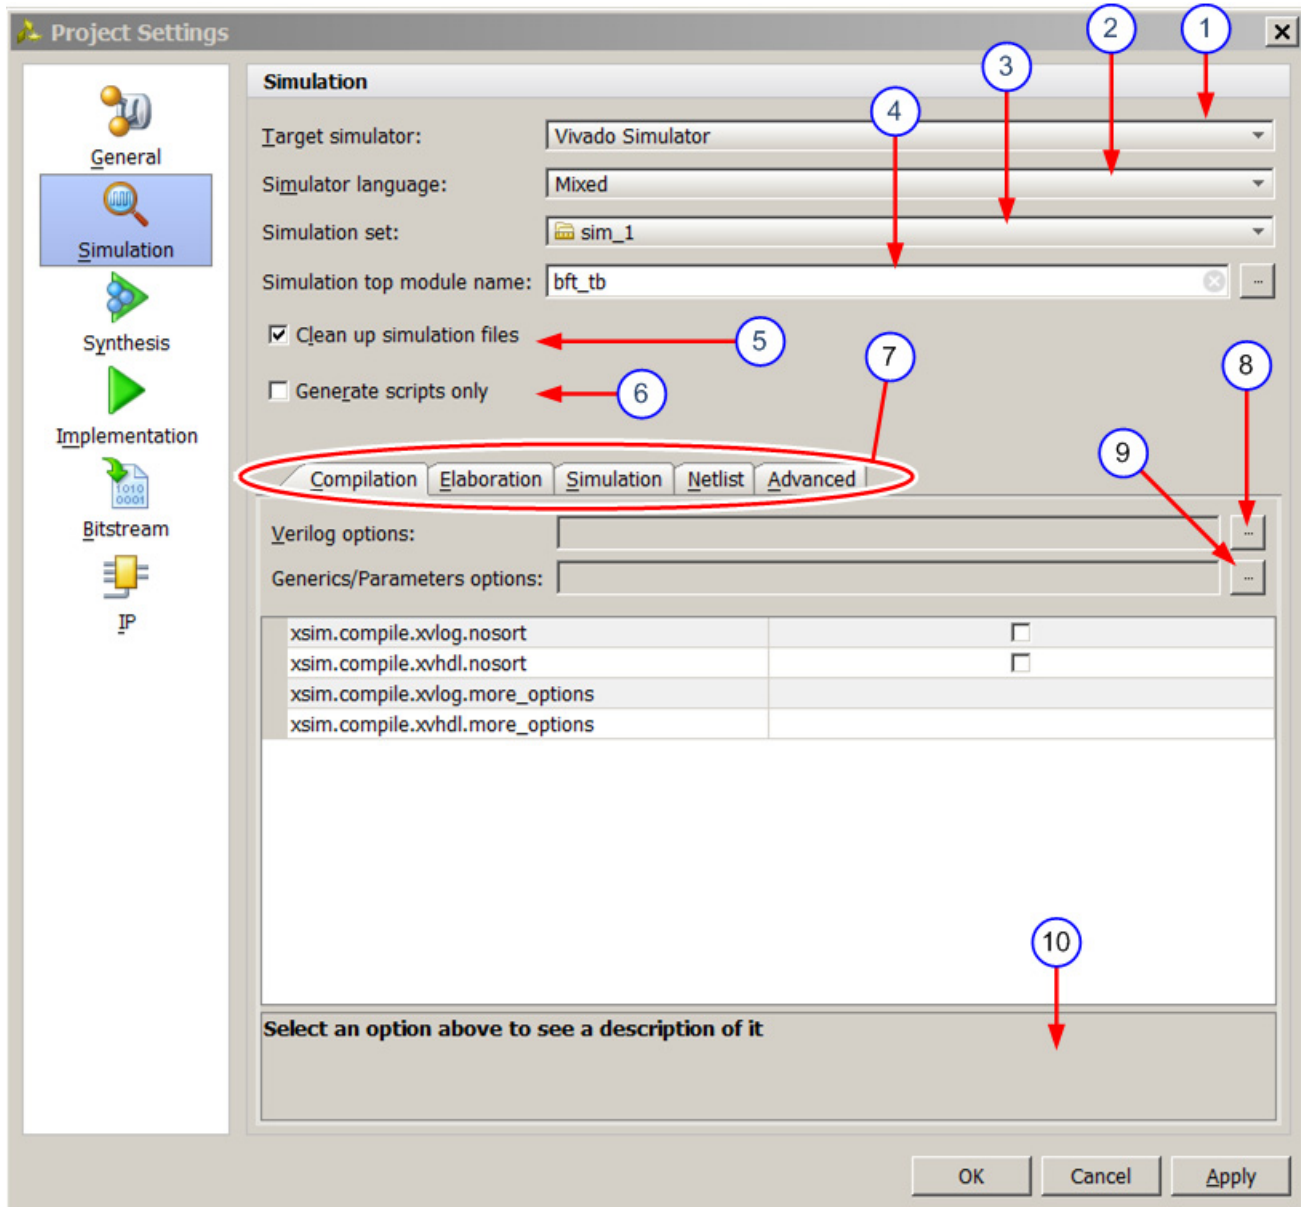 Project Settings
2
1
General
Simulation
Synthesis
Implementation
1010
0001
Bitstream
IP
Simulation
3
4
Target simulator: Vivado Simulator
Simulator language: Mixed
Simulation set: sim_1
Simulation top module name: bft_tb ...
Clean up simulation files
5
7
8
Generate scripts only
6
9
Compilation Elaboration Simulation Netlist Advanced
Verilog options: ...
Generics/Parameters options: ...
xsim.compile.xvlog.nosort
xsim.compile.xvhdl.nosort
xsim.compile.xvlog.more_options
xsim.compile.xvhdl.more_options
10
Select an option above to see a description of it
OK Cancel Apply